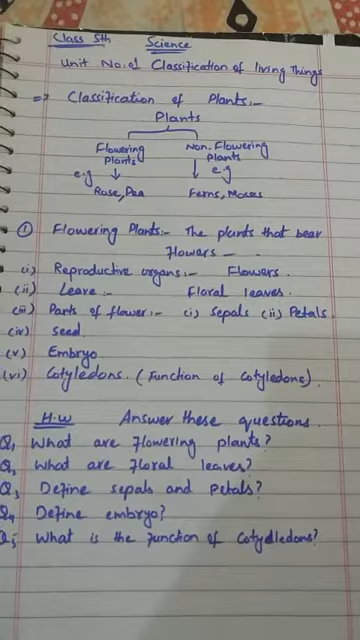 Class 5th Science
Unit No.01 Classification of living Things
=> Classification of Plants:-
Plants
Flowering Plants Non-Flowering plants
e.g e.g
Rose, Pea Ferns, Moses
① Flowering Plants:- The plants that bear
flowers —.
(i) Reproductive organs:- Flowers.
(ii) Leave:- Floral leaves.
(iii) Parts of flower:- (i) Sepals (ii) Petals.
(iv) Seed
(v) Embryo
(vi) Cotyledons. (Function of Cotyledons).
H.W Answer these questions.
Q1 What are flowering plants?
Q2 What are floral leaves?
Q3 Define sepals and petals?
Q4 Define embryo?
Q5 What is the function of Cotydledons?